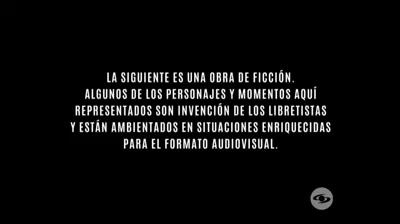 LA SIGUIENTE ES UNA OBRA DE FICCIÓN.
ALGUNOS DE LOS PERSONAJES Y MOMENTOS AQUÍ
REPRESENTADOS SON INVENCIÓN DE LOS LIBRETISTAS
Y ESTÁN AMBIENTADOS EN SITUACIONES ENRIQUECIDAS
PARA EL FORMATO AUDIOVISUAL.